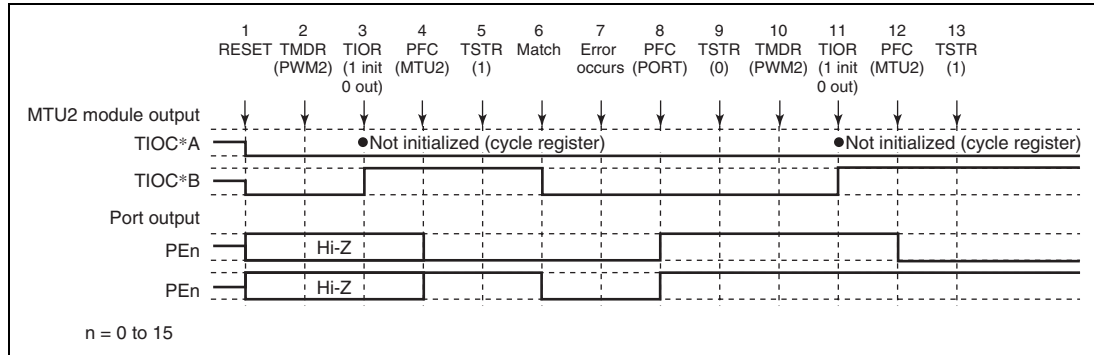 1 2 3 4 5 6 7 8 9 10 11 12 13
RESET TMDR TIOR PFC TSTR Match Error PFC TSTR TMDR TIOR PFC TSTR
(PWM2) (1 init (MTU2) (1) occurs (PORT) (0) (PWM2) (1 init (MTU2) (1)
0 out) 0 out)
MTU2 module output
TIOC*A ●Not initialized (cycle register) ●Not initialized (cycle register)
TIOC*B
Port output
PEn Hi-Z
PEn Hi-Z
n = 0 to 15